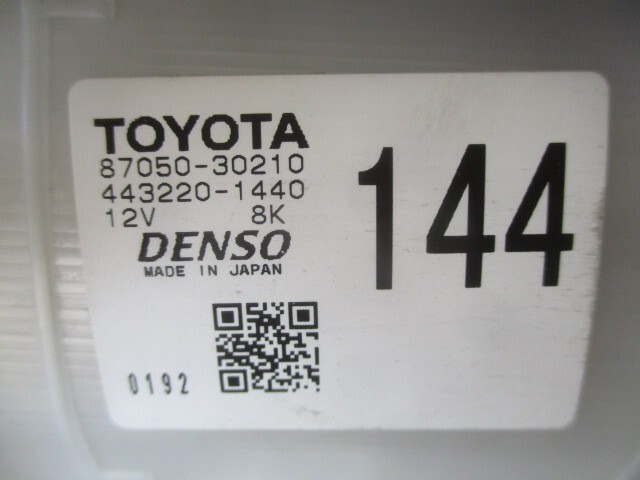 TOYOTA
87050-30210
443220-1440
12V 8K
DENSO
MADE IN JAPAN
144
0192